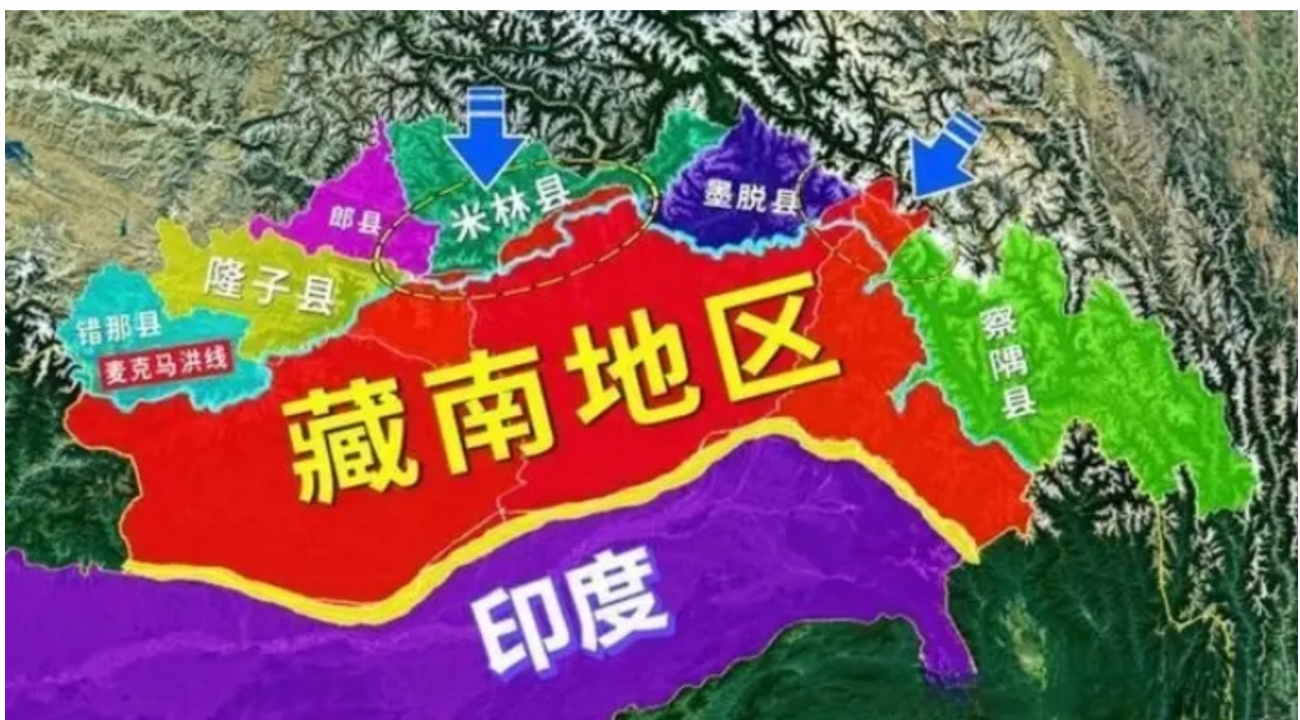 米林县
墨脱县
郎县
隆子县
错那县
麦克马洪线
察隅县
藏南地区
印度